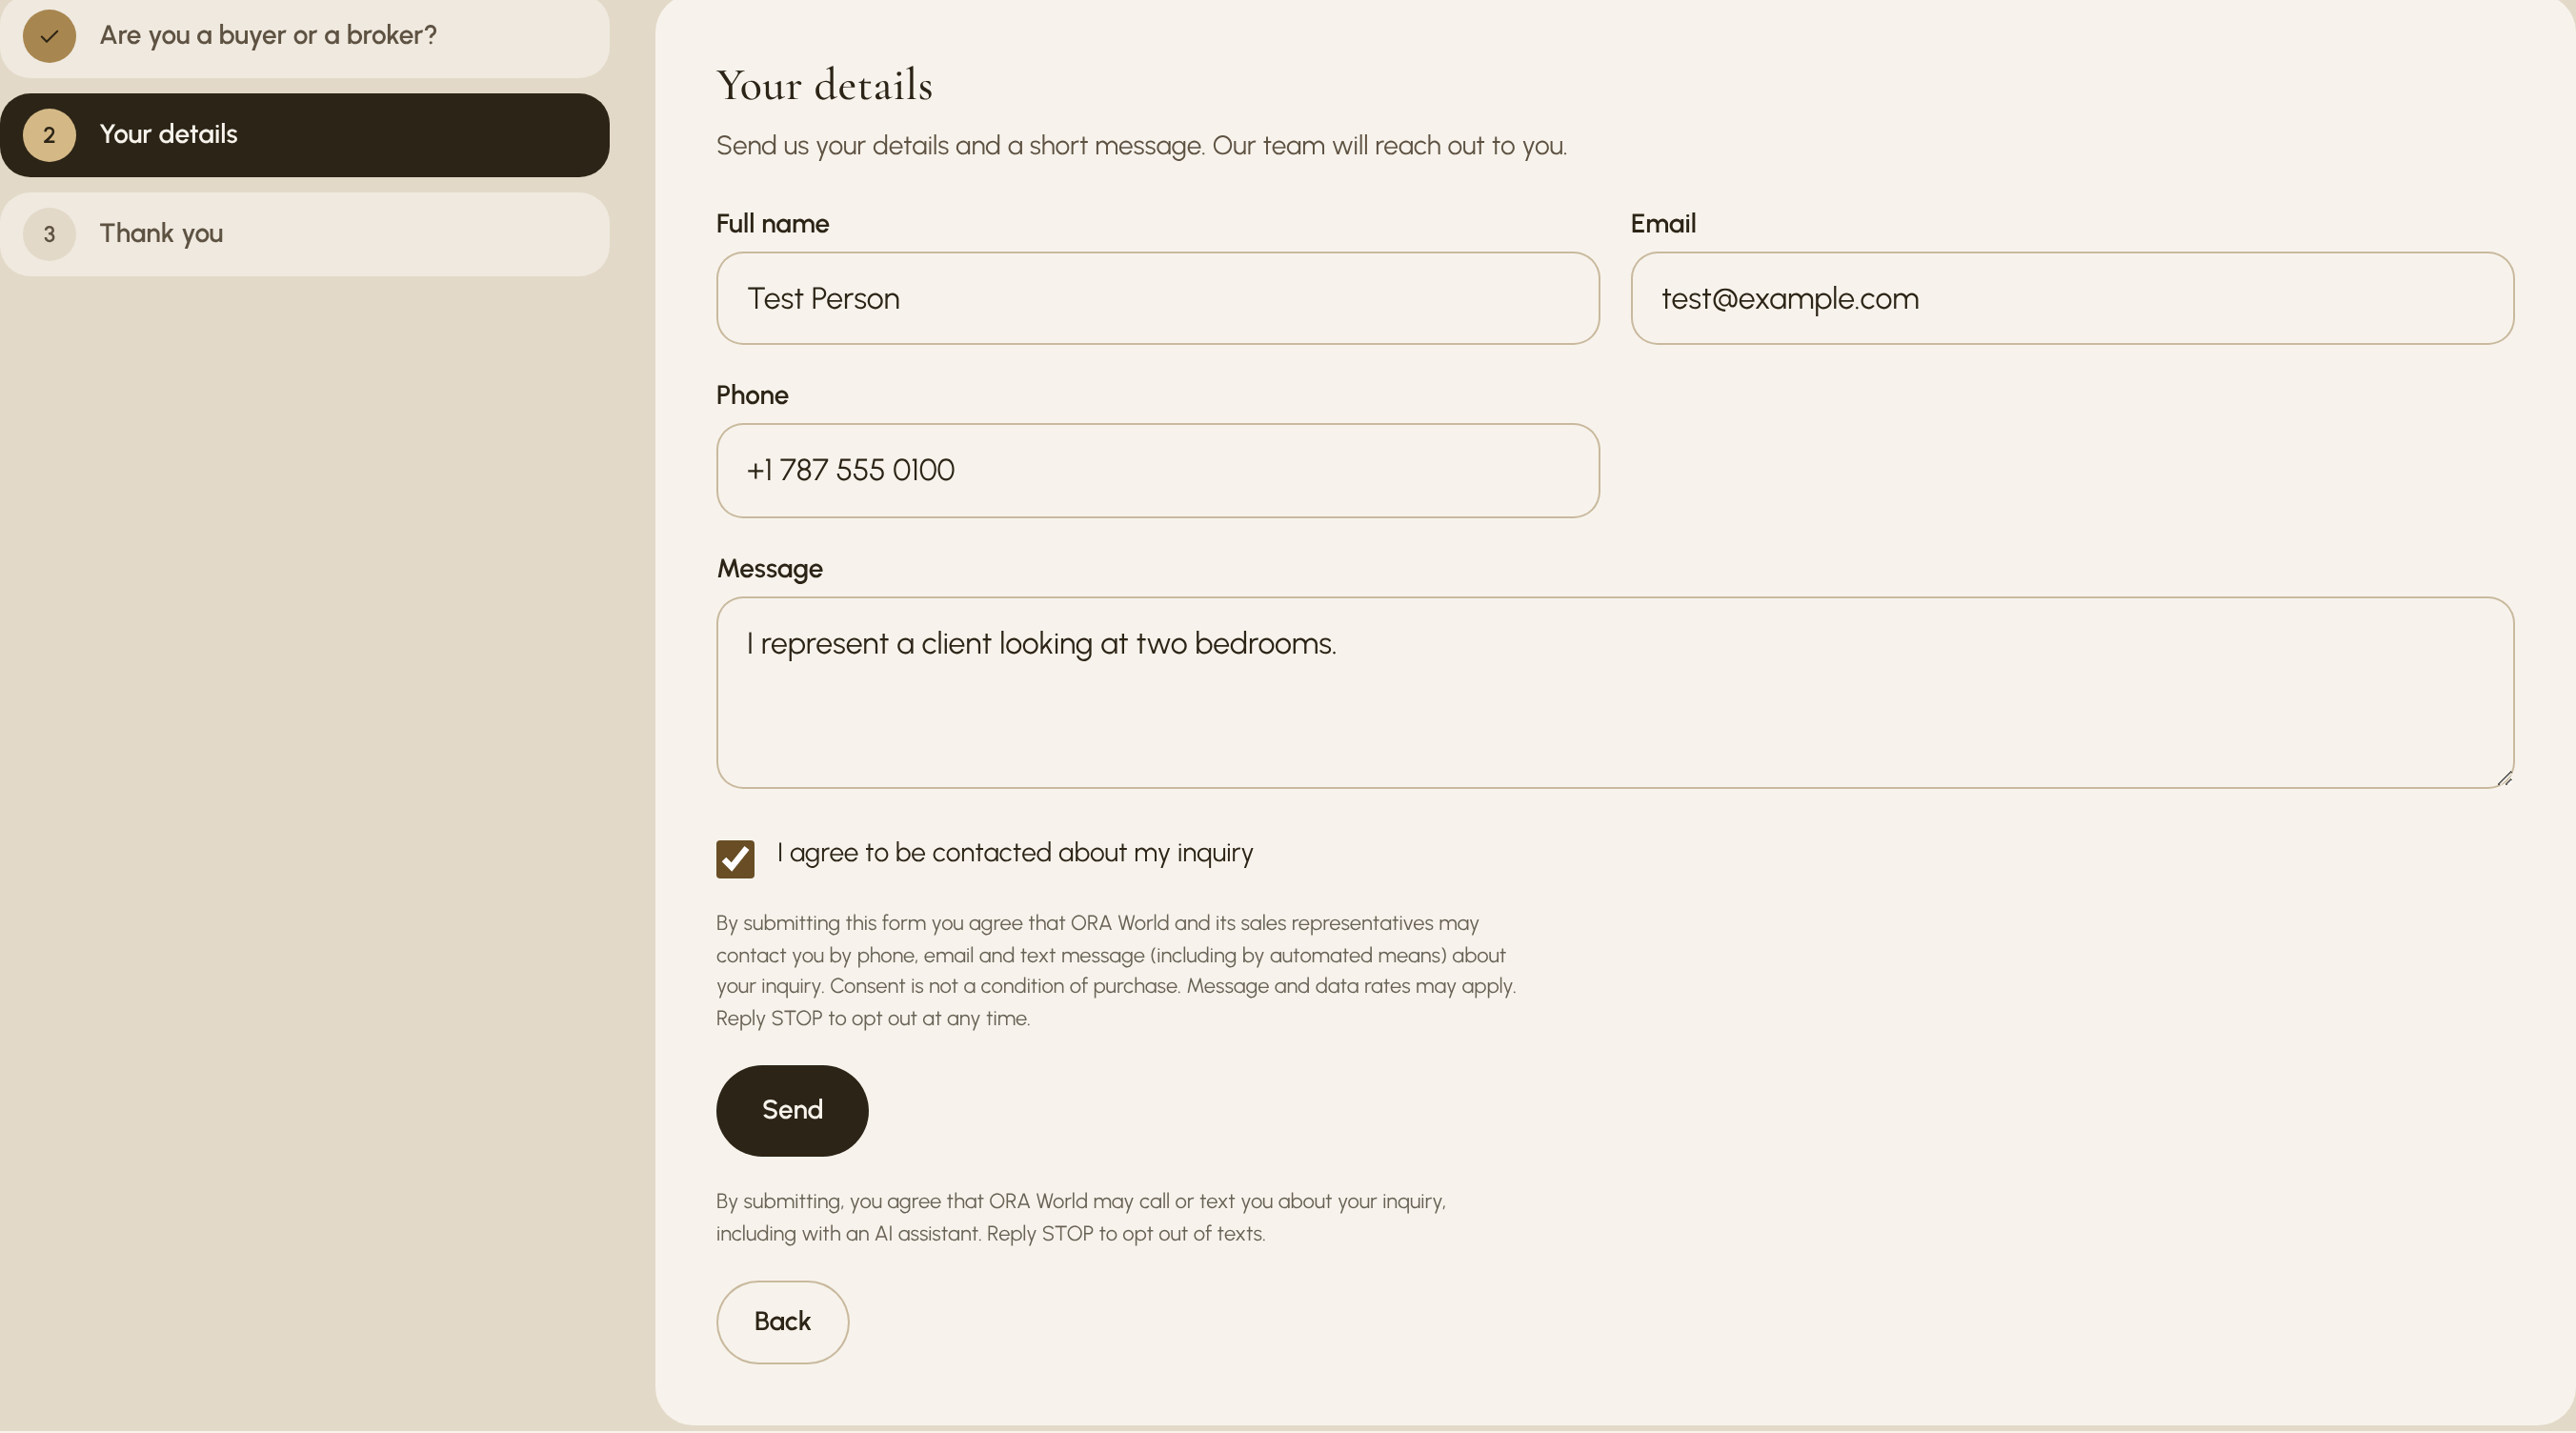 Are you a buyer or a broker?
2 Your details
3 Thank you
Your details
Send us your details and a short message. Our team will reach out to you.
Full name
Email
Test Person
test@example.com
Phone
+1 787 555 0100
Message
I represent a client looking at two bedrooms.
I agree to be contacted about my inquiry
By submitting this form you agree that ORA World and its sales representatives may
contact you by phone, email and text message (including by automated means) about
your inquiry. Consent is not a condition of purchase. Message and data rates may apply.
Reply STOP to opt out at any time.
Send
By submitting, you agree that ORA World may call or text you about your inquiry,
including with an AI assistant. Reply STOP to opt out of texts.
Back